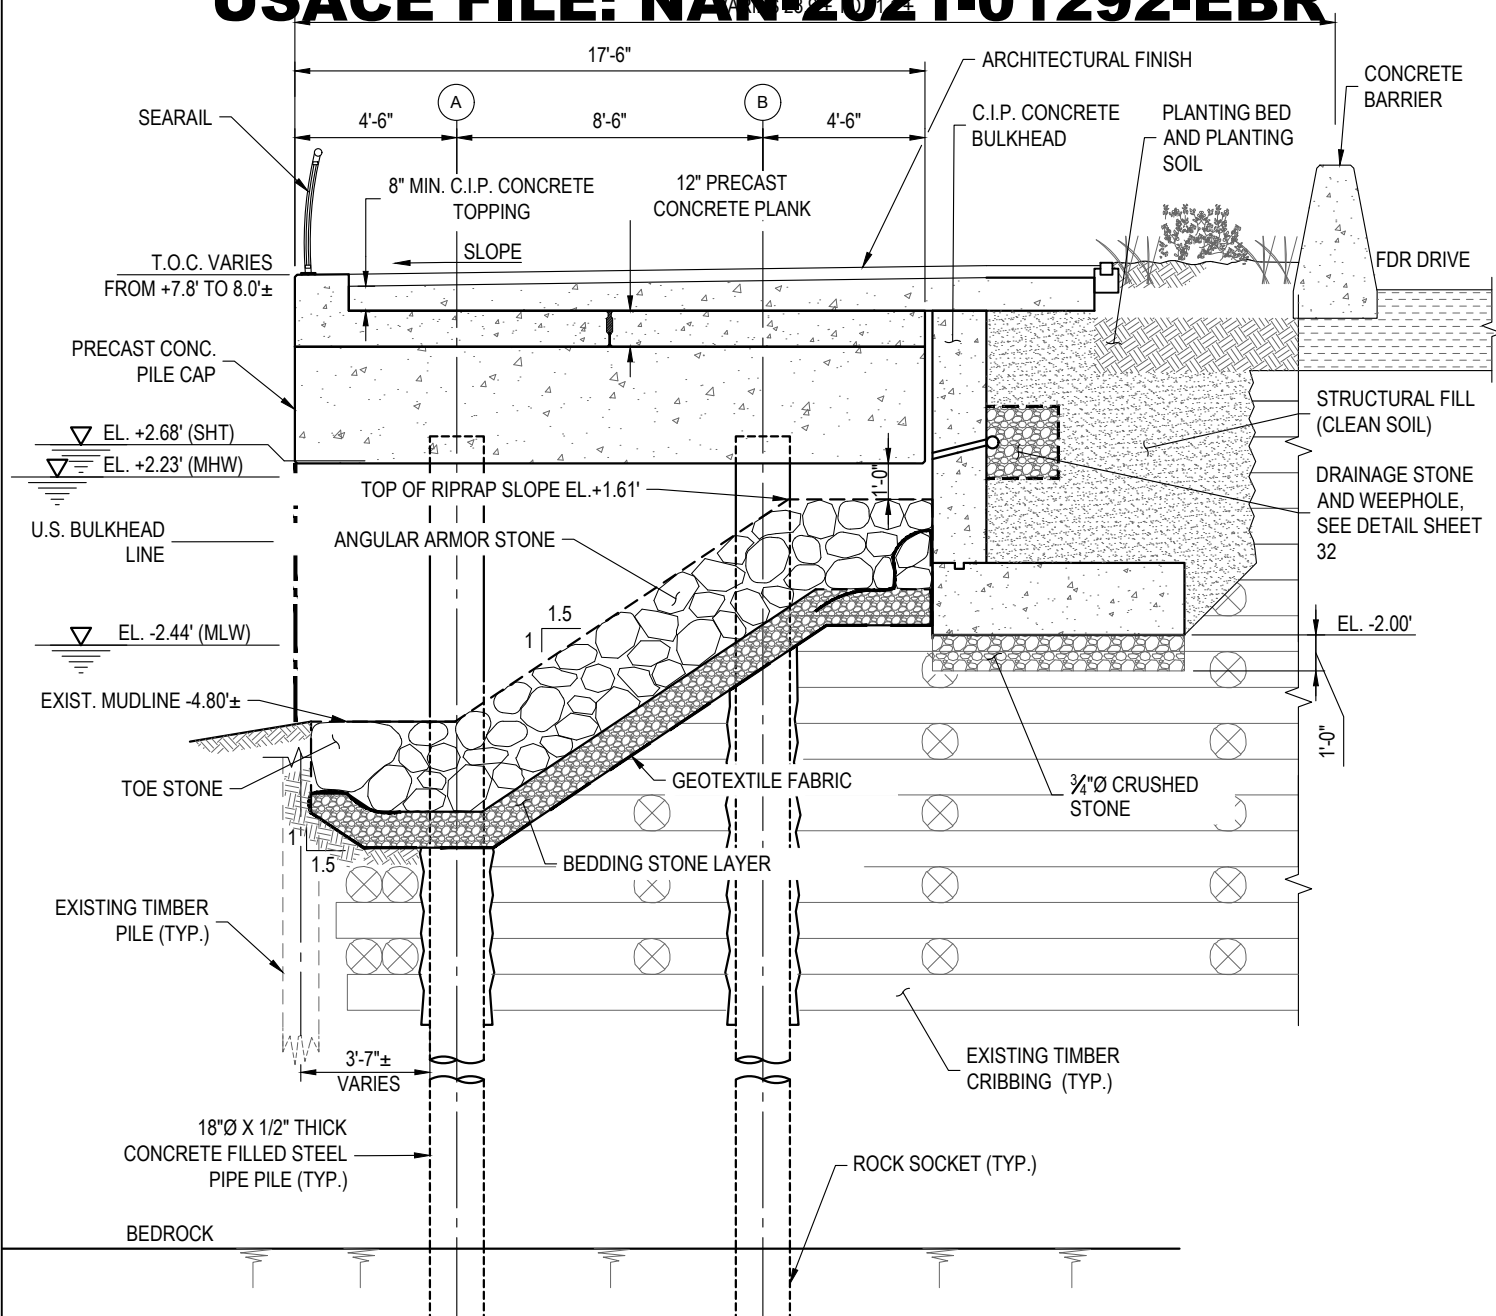 USACE FILE: NAN-2021-01292-EBR
17'-6"
ARCHITECTURAL FINISH
CONCRETE
BARRIER
SEARAIL
A
B
4'-6"
8'-6"
4'-6"
C.I.P. CONCRETE
BULKHEAD
PLANTING BED
AND PLANTING
SOIL
8" MIN. C.I.P. CONCRETE
TOPPING
12" PRECAST
CONCRETE PLANK
SLOPE
T.O.C. VARIES
FROM +7.8' TO 8.0'±
FDR DRIVE
PRECAST CONC.
PILE CAP
STRUCTURAL FILL
(CLEAN SOIL)
EL. +2.68' (SHT)
EL. +2.23' (MHW)
TOP OF RIPRAP SLOPE EL.+1.61'
1'-0"
DRAINAGE STONE
AND WEEPHOLE,
SEE DETAIL SHEET
32
U.S. BULKHEAD
LINE
ANGULAR ARMOR STONE
1.5
1
EL. -2.44' (MLW)
EL. -2.00'
EXIST. MUDLINE -4.80'±
1'-0"
TOE STONE
GEOTEXTILE FABRIC
3/4"Ø CRUSHED
STONE
1
1.5
BEDDING STONE LAYER
EXISTING TIMBER
PILE (TYP.)
3'-7"±
VARIES
EXISTING TIMBER
CRIBBING (TYP.)
18"Ø X 1/2" THICK
CONCRETE FILLED STEEL
PIPE PILE (TYP.)
ROCK SOCKET (TYP.)
BEDROCK